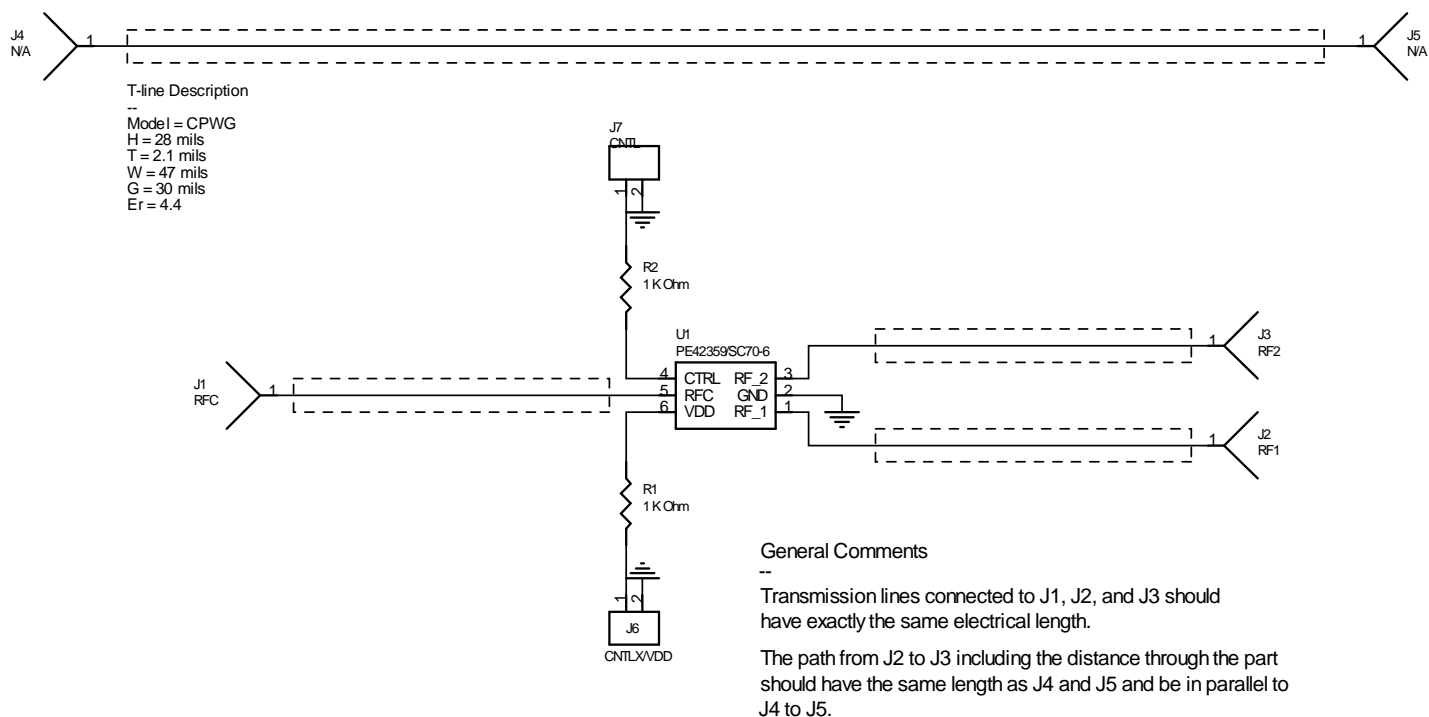 J4
N/A
1
1
J5
N/A
T-line Description
--
Model = CPWG
H = 28 mils
T = 2.1 mils
W = 47 mils
G = 30 mils
Er = 4.4
J7
CNTL
1
2
R2
1 K Ohm
U1
PE42359/SC70-6
J1
RFC
1
4
CTRL
RF_2
3
5
RFC
GND
2
6
VDD
RF_1
1
1
J3
RF2
1
J2
RF1
R1
1 K Ohm
1
2
J6
CNTLX/VDD
General Comments
--
Transmission lines connected to J1, J2, and J3 should
have exactly the same electrical length.
The path from J2 to J3 including the distance through the part
should have the same length as J4 and J5 and be in parallel to
J4 to J5.